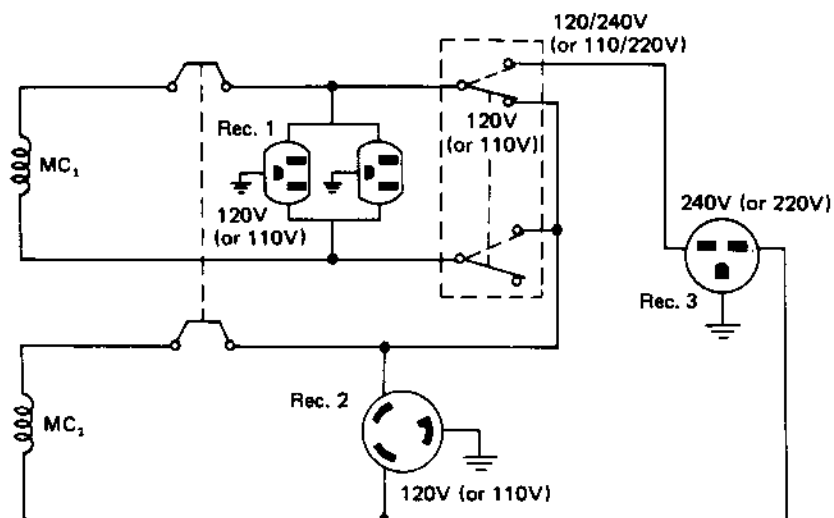 120/240V
(or 110/220V)
Rec. 1
120V
(or 110V)
MC₁
120V
(or 110V)
240V (or 220V)
Rec. 3
Rec. 2
MC₂
120V (or 110V)